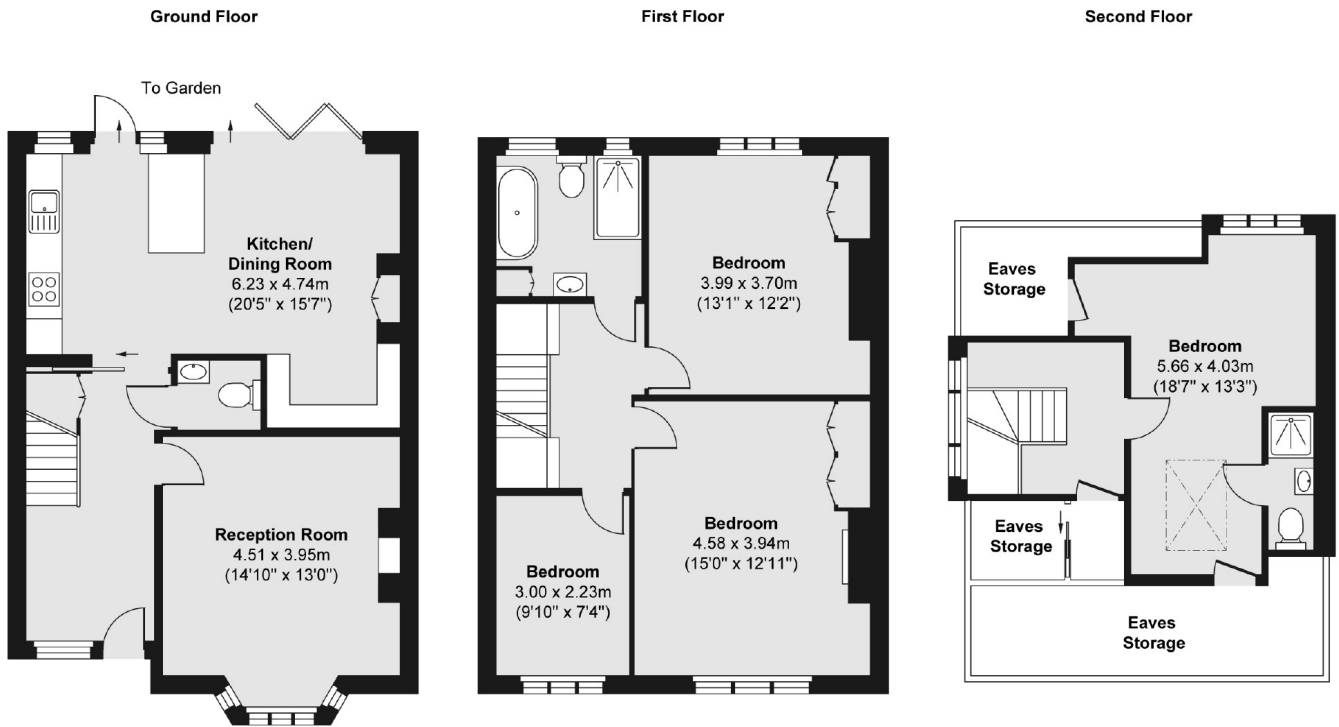 Ground Floor
To Garden
Kitchen/
Dining Room
6.23 x 4.74m
(20'5" x 15'7")
Reception Room
4.51 x 3.95m
(14'10" x 13'0")
First Floor
Bedroom
3.99 x 3.70m
(13'1" x 12'2")
Bedroom
4.58 x 3.94m
(15'0" x 12'11")
Bedroom
3.00 x 2.23m
(9'10" x 7'4")
Second Floor
Eaves
Storage
Bedroom
5.66 x 4.03m
(18'7" x 13'3")
Eaves
Storage
Eaves
Storage